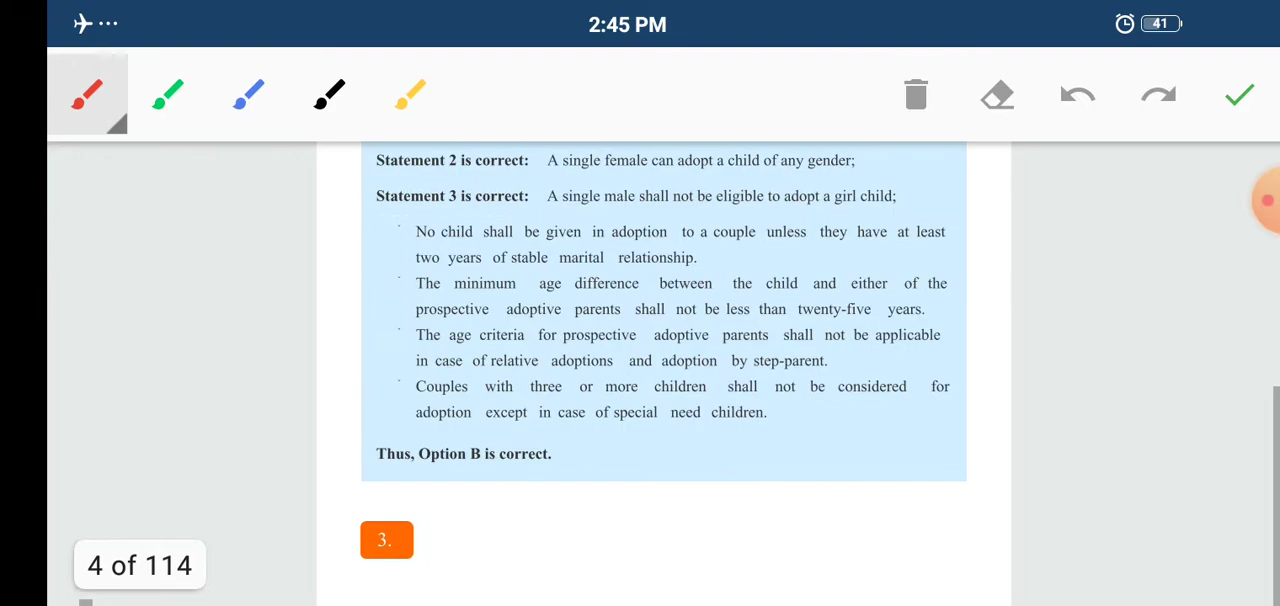 2:45 PM
41
Statement 2 is correct: A single female can adopt a child of any gender;
Statement 3 is correct: A single male shall not be eligible to adopt a girl child;
No child shall be given in adoption to a couple unless they have at least
two years of stable marital relationship.
The minimum age difference between the child and either of the
prospective adoptive parents shall not be less than twenty-five years.
The age criteria for prospective adoptive parents shall not be applicable
in case of relative adoptions and adoption by step-parent.
Couples with three or more children shall not be considered for
adoption except in case of special need children.
Thus, Option B is correct.
3.
4 of 114